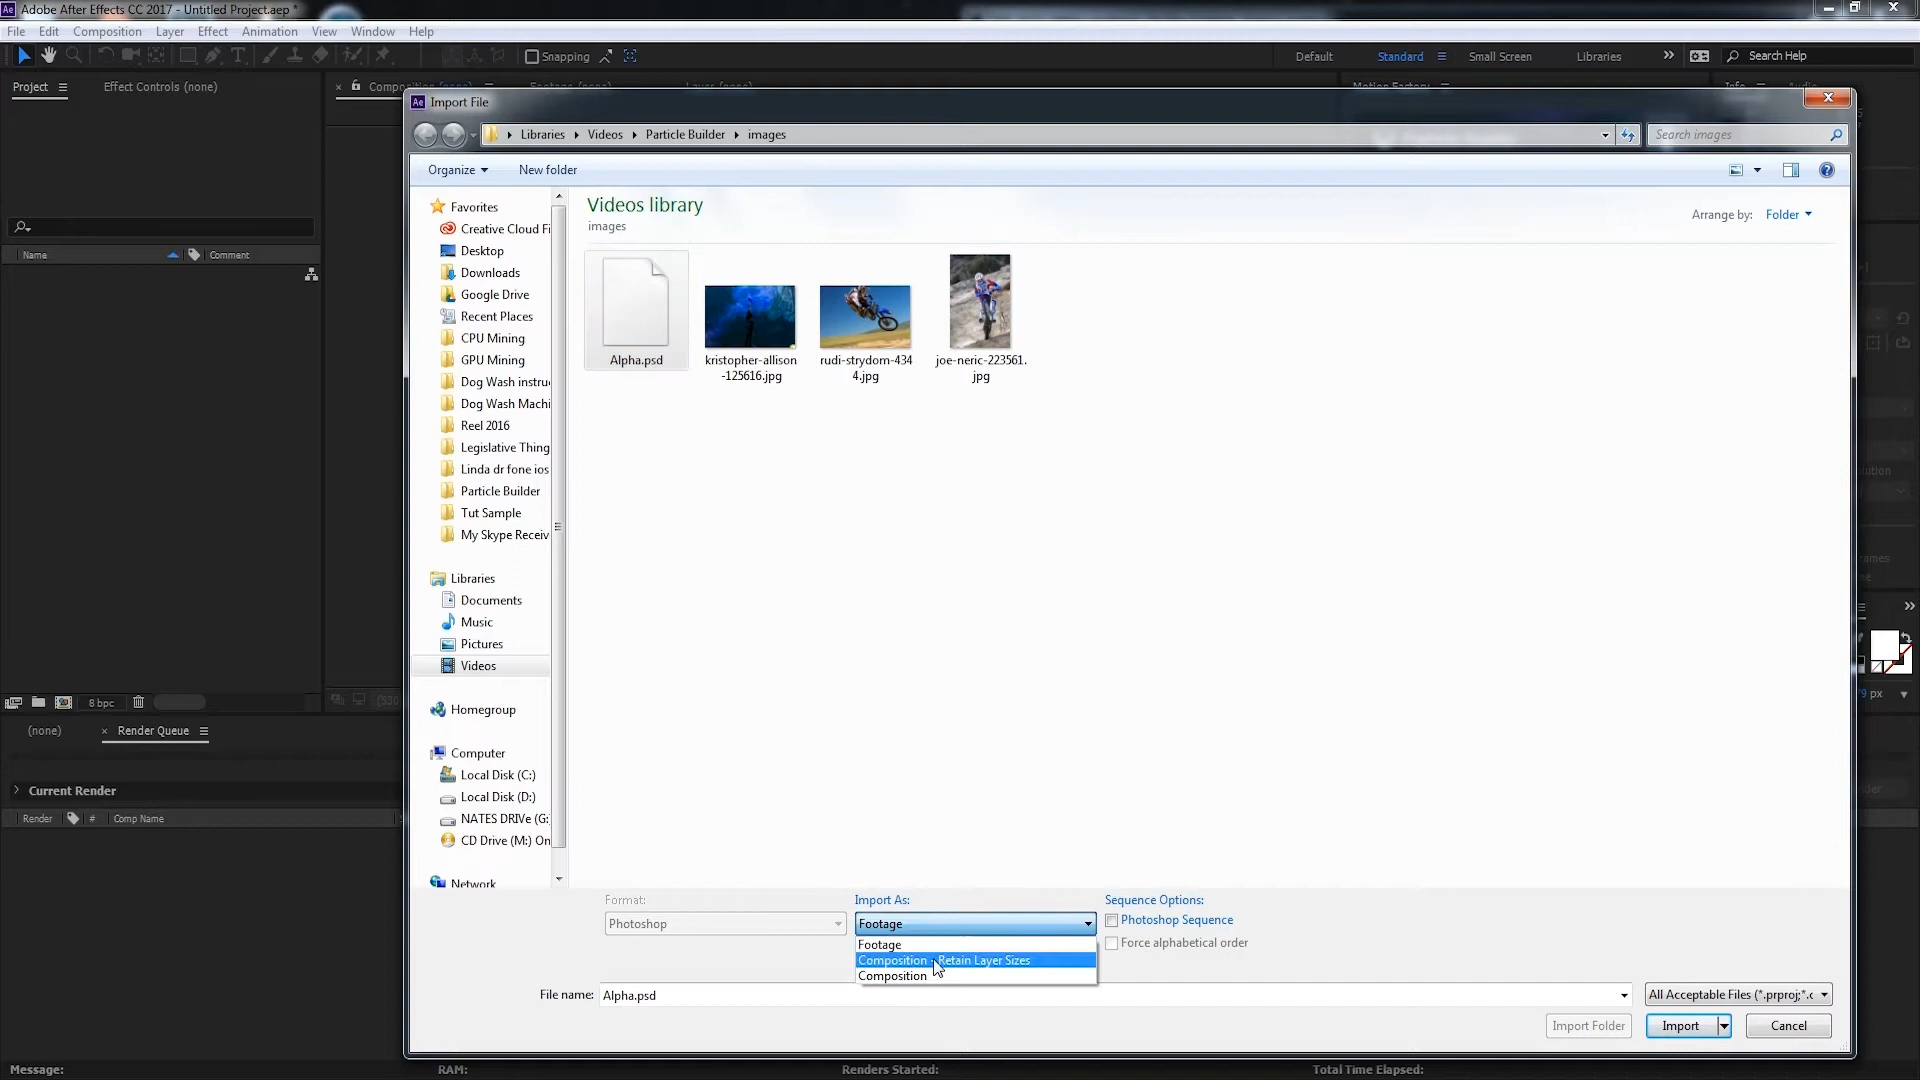 Adobe After Effects CC 2017 - Untitled Project.aep *
File Edit Composition Layer Effect Animation View Window Help
Snapping
Default Standard Small Screen Libraries Search Help
Project Effect Controls (none)
Import File
Libraries Videos Particle Builder images
Search images
Organize New folder
Videos library
images
Arrange by: Folder
Name Comment
Favorites
Creative Cloud Fi
Desktop
Downloads
Google Drive
Recent Places
CPU Mining
GPU Mining
Dog Wash instru
Dog Wash Machi
Reel 2016
Legislative Thing
Linda dr fone ios
Particle Builder
Tut Sample
My Skype Receiv
Libraries
Documents
Music
Pictures
Videos
Homegroup
Computer
Local Disk (C:)
Local Disk (D:)
NATES DRIVe (G:
CD Drive (M:) On
Network
Alpha.psd
kristopher-allison
-125616.jpg
rudi-strydom-434
4.jpg
joe-neric-223561.
jpg
8 bpc
(none) Render Queue
Current Render
Render # Comp Name
Format:
Photoshop
Import As:
Footage
Footage
Composition - Retain Layer Sizes
Composition
Sequence Options:
Photoshop Sequence
Force alphabetical order
File name: Alpha.psd
All Acceptable Files (*.prproj;*.c
Import Folder Import Cancel
px
Message: RAM: Renders Started: Total Time Elapsed: